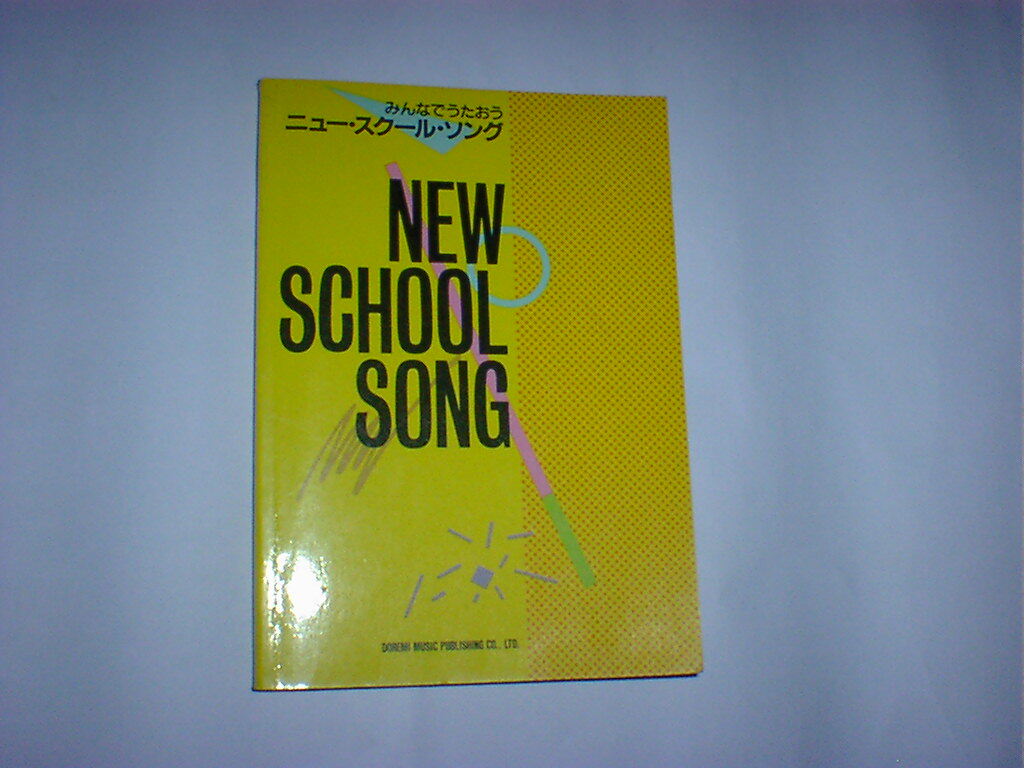 みんなでうたおう
ニュー・スクール・ソング
NEW
SCHOOL
SONG
DOREMI MUSIC PUBLISHING CO., LTD.